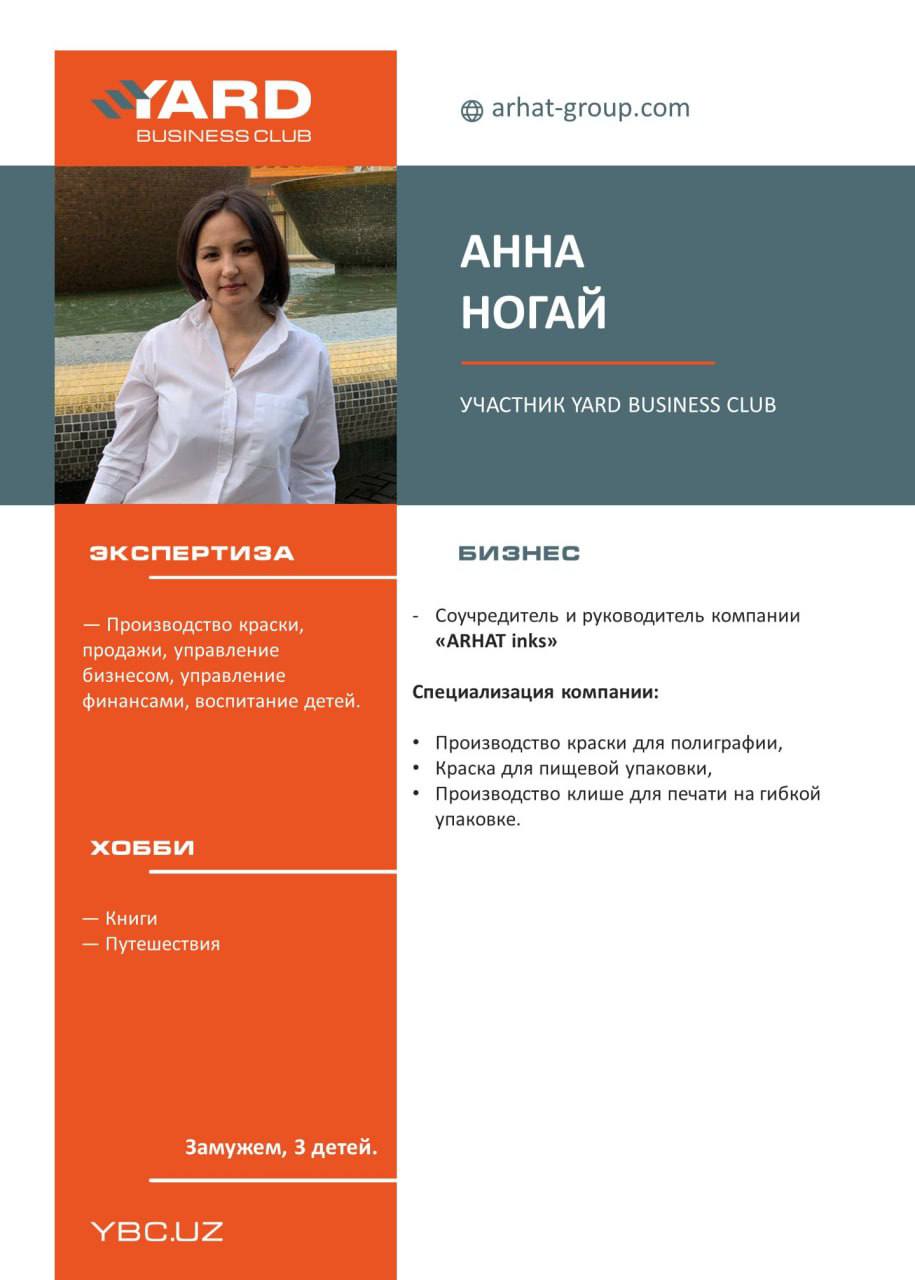 YARD
BUSINESS CLUB
arhat-group.com
АННА
НОГАЙ
УЧАСТНИК YARD BUSINESS CLUB
ЭКСПЕРТИЗА
— Производство краски,
продажи, управление
бизнесом, управление
финансами, воспитание детей.
ХОББИ
— Книги
— Путешествия
Замужем, 3 детей.
YBC.UZ
БИЗНЕС
- Соучредитель и руководитель компании
«ARHAT inks»
Специализация компании:
• Производство краски для полиграфии,
• Краска для пищевой упаковки,
• Производство клише для печати на гибкой
упаковке.